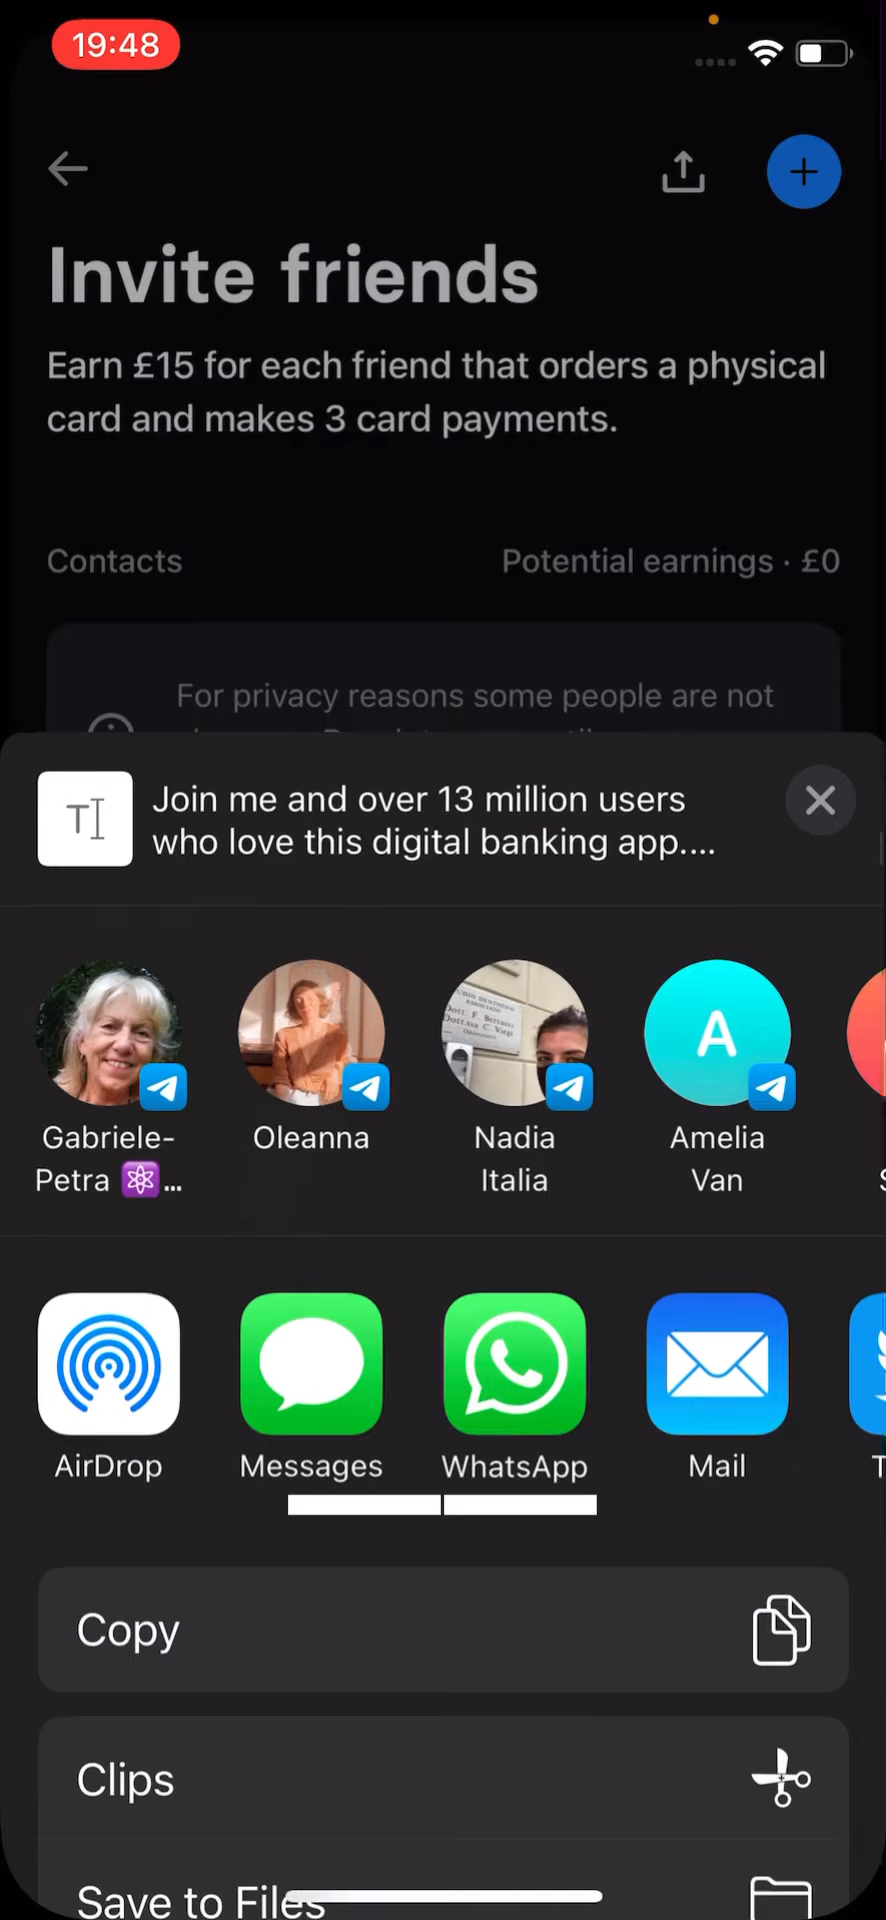 19:48
Invite friends
Earn £15 for each friend that orders a physical
card and makes 3 card payments.
Contacts
Potential earnings · £0
For privacy reasons some people are not
Join me and over 13 million users
who love this digital banking app....
Gabriele-
Petra ⚛️...
Oleanna
Nadia
Italia
A
Amelia
Van
AirDrop
Messages
WhatsApp
Mail
Copy
Clips
Save to Files